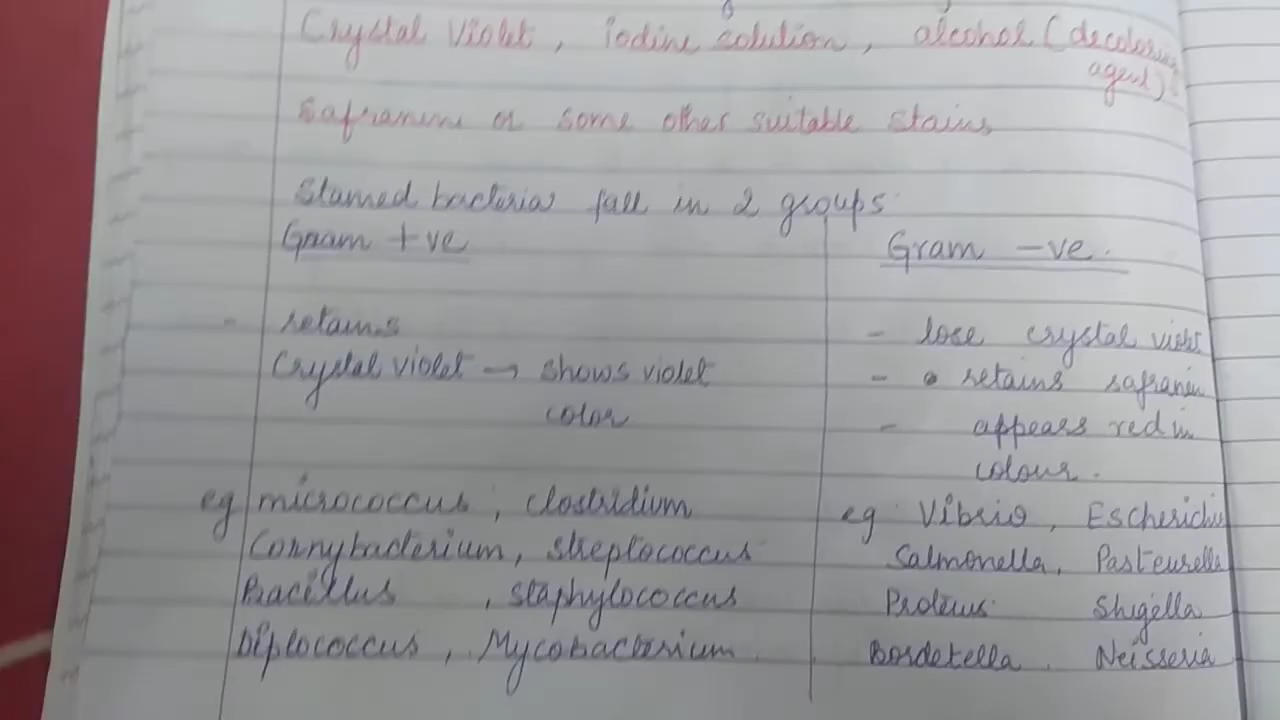 Crystal Violet, iodine solution, alcohol (decoloring
agent)
Safranin or some other suitable stains
Stained bacteria fall in 2 groups
Gram +ve
Gram -ve.
- retains
Crystal violet → shows violet
color
- lose crystal violet
- retains safranin
- appears red in
colour.
eg micrococcus, Clostridium
Connybacterium, streptococcus
Bacillus, staphylococcus
Diplococcus, Mycobacterium
eg Vibrio, Escherichia
Salmonella, Pasteurella
Proteus Shigella
Bordetella Neisseria